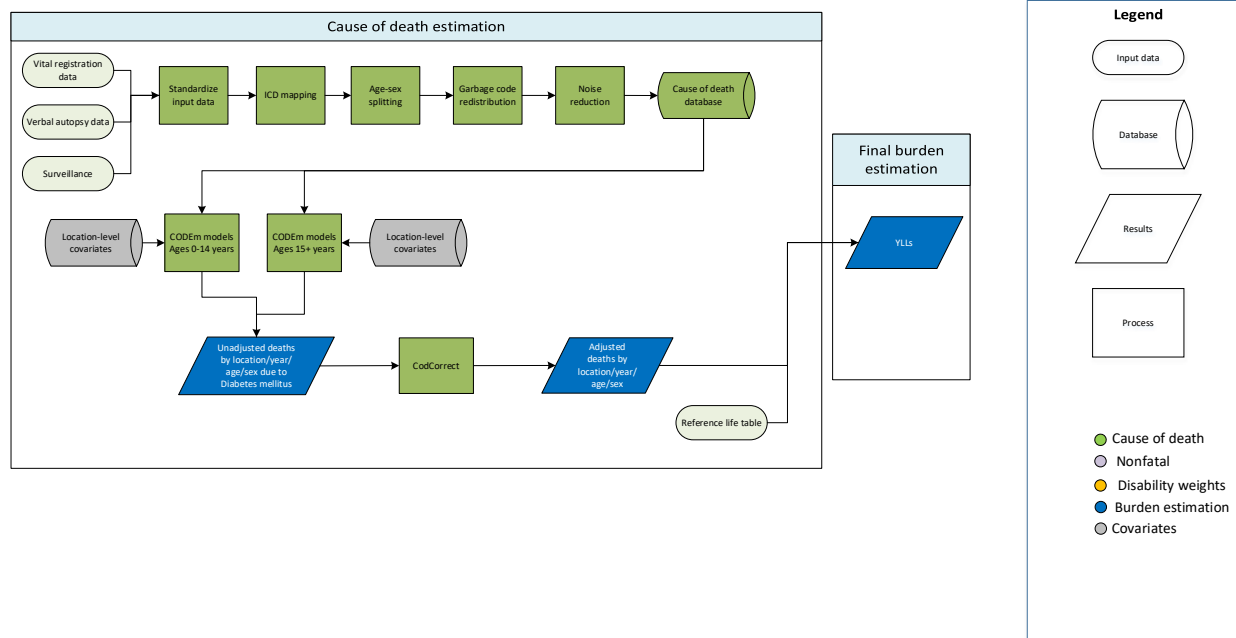 Cause of death estimation
Vital registration
data
Verbal autopsy data
Surveillance
Standardize
input data
ICD mapping
Age-sex
splitting
Garbage code
redistribution
Noise
reduction
Cause of death
database
Location-level
covariates
CODEm models
Ages 0-14 years
CODEm models
Ages 15+ years
Location-level
covariates
Unadjusted deaths
by location/year/
age/sex due to
Diabetes mellitus
CodCorrect
Adjusted
deaths by
location/year/
age/sex
Reference life table
Final burden
estimation
YLLs
Legend
Input data
Database
Results
Process
Cause of death
Nonfatal
Disability weights
Burden estimation
Covariates